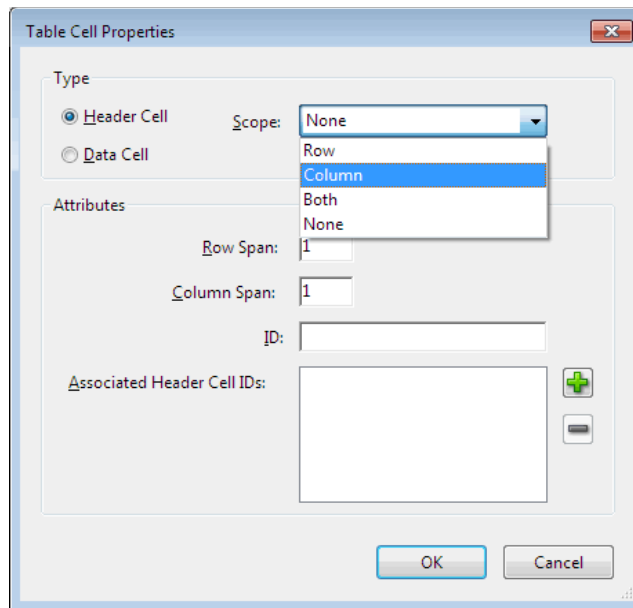 Table Cell Properties
Type
Header Cell
Scope:
None
Data Cell
Row
Column
Both
None
Attributes
Row Span:
1
Column Span:
1
ID:
Associated Header Cell IDs:
OK
Cancel